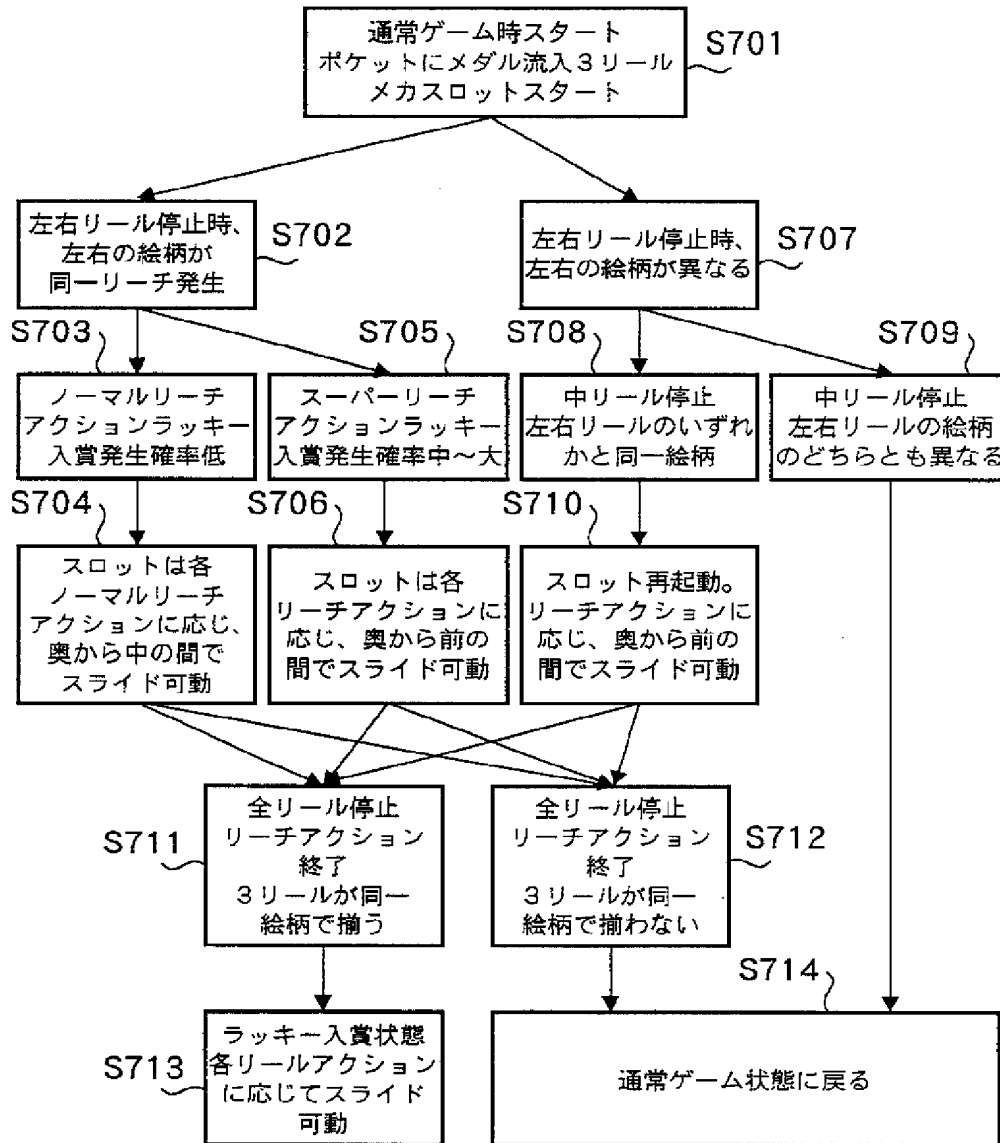 通常ゲーム時スタート
ポケットにメダル流入３リール
メカスロットスタート
S701
左右リール停止時、
左右の絵柄が
同一リーチ発生
S702
左右リール停止時、
左右の絵柄が異なる
S707
S703
ノーマルリーチ
アクションラッキー
入賞発生確率低
S705
スーパーリーチ
アクションラッキー
入賞発生確率中～大
S708
中リール停止
左右リールのいずれ
かと同一絵柄
S709
中リール停止
左右リールの絵柄
のどちらとも異なる
S704
スロットは各
ノーマルリーチ
アクションに応じ、
奥から中の間で
スライド可動
S706
スロットは各
リーチアクションに
応じ、奥から前の
間でスライド可動
S710
スロット再起動。
リーチアクションに
応じ、奥から前の
間でスライド可動
S711
全リール停止
リーチアクション
終了
３リールが同一
絵柄で揃う
全リール停止
リーチアクション
終了
３リールが同一
絵柄で揃わない
S712
S713
ラッキー入賞状態
各リールアクション
に応じてスライド
可動
S714
通常ゲーム状態に戻る